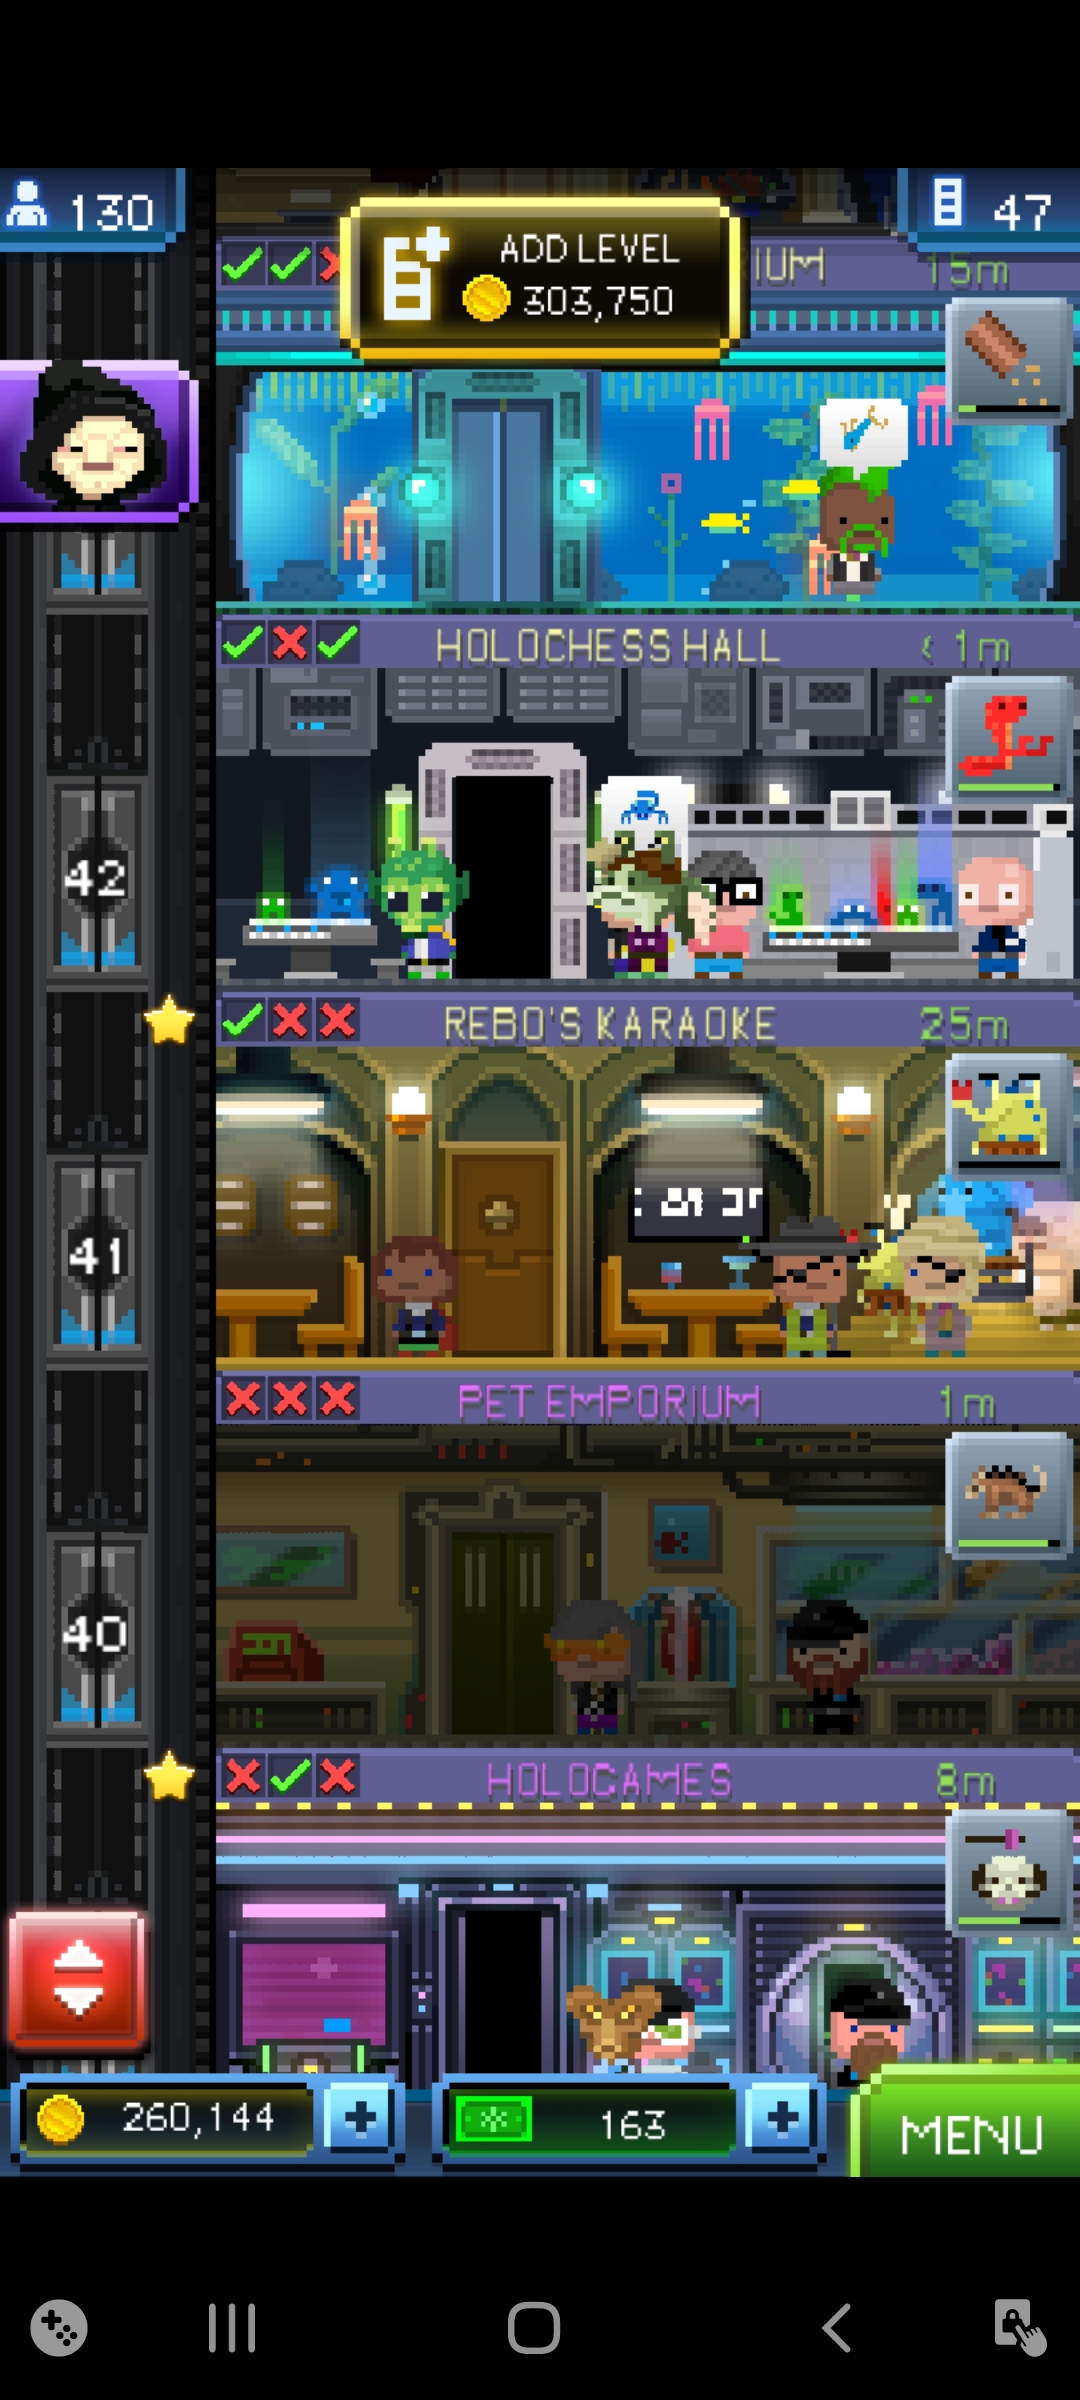 130
47
ADD LEVEL
303,750
IUM
15m
HOLOCHESS HALL
< 1m
42
REBO'S KARAOKE
25m
41
PET EMPORIUM
1m
40
HOLOGAMES
8m
260,144
163
MENU